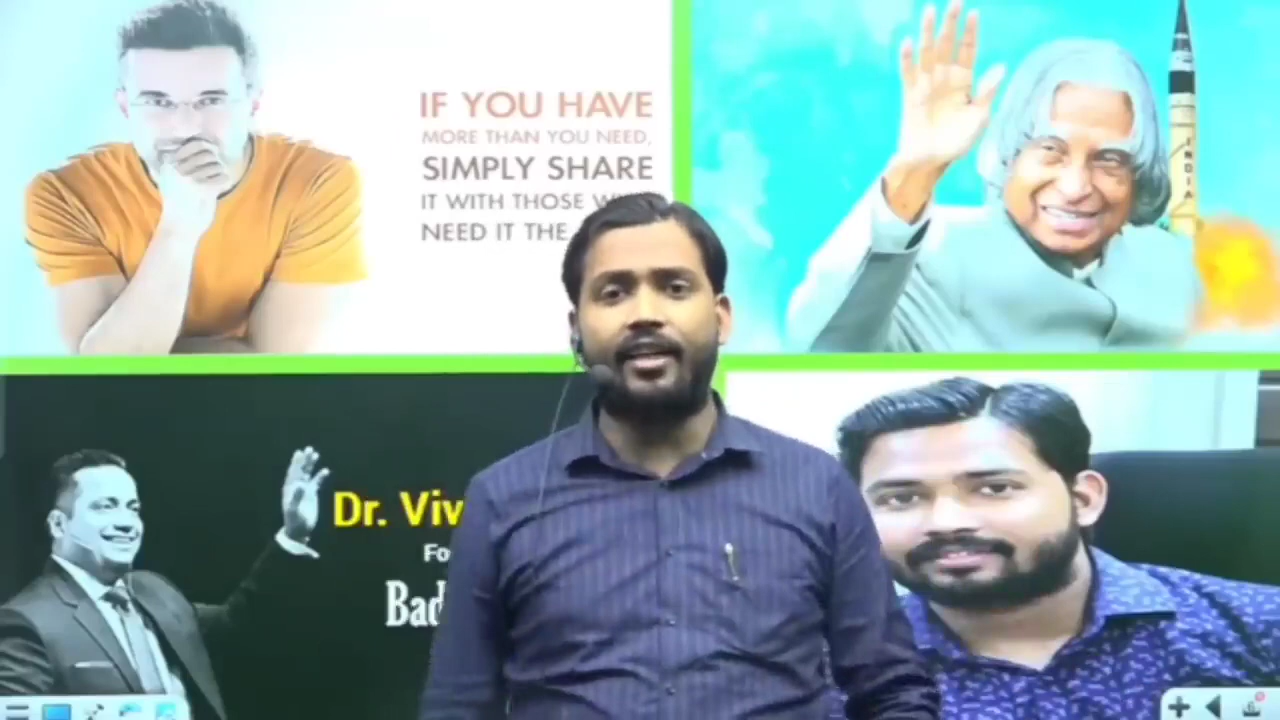 IF YOU HAVE
MORE THAN YOU NEED,
SIMPLY SHARE
IT WITH THOSE
NEED IT THE
INDIA
Dr. Viv
Fo
Bad